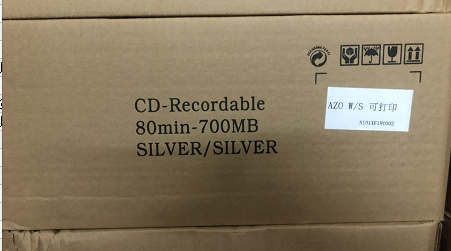 CD-Recordable
80min-700MB
SILVER/SILVER
AZO W/S 可打印